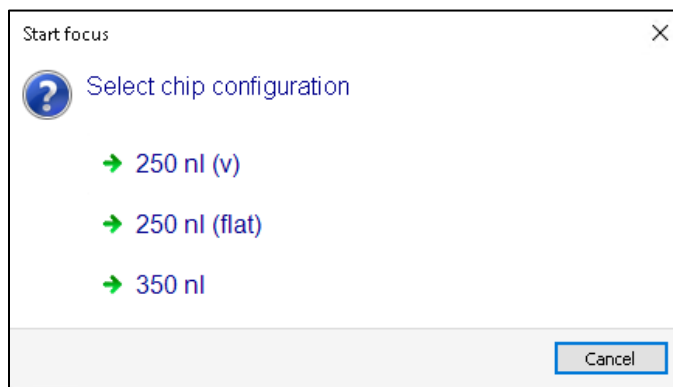 Start focus
Select chip configuration
250 nl (v)
250 nl (flat)
350 nl
Cancel